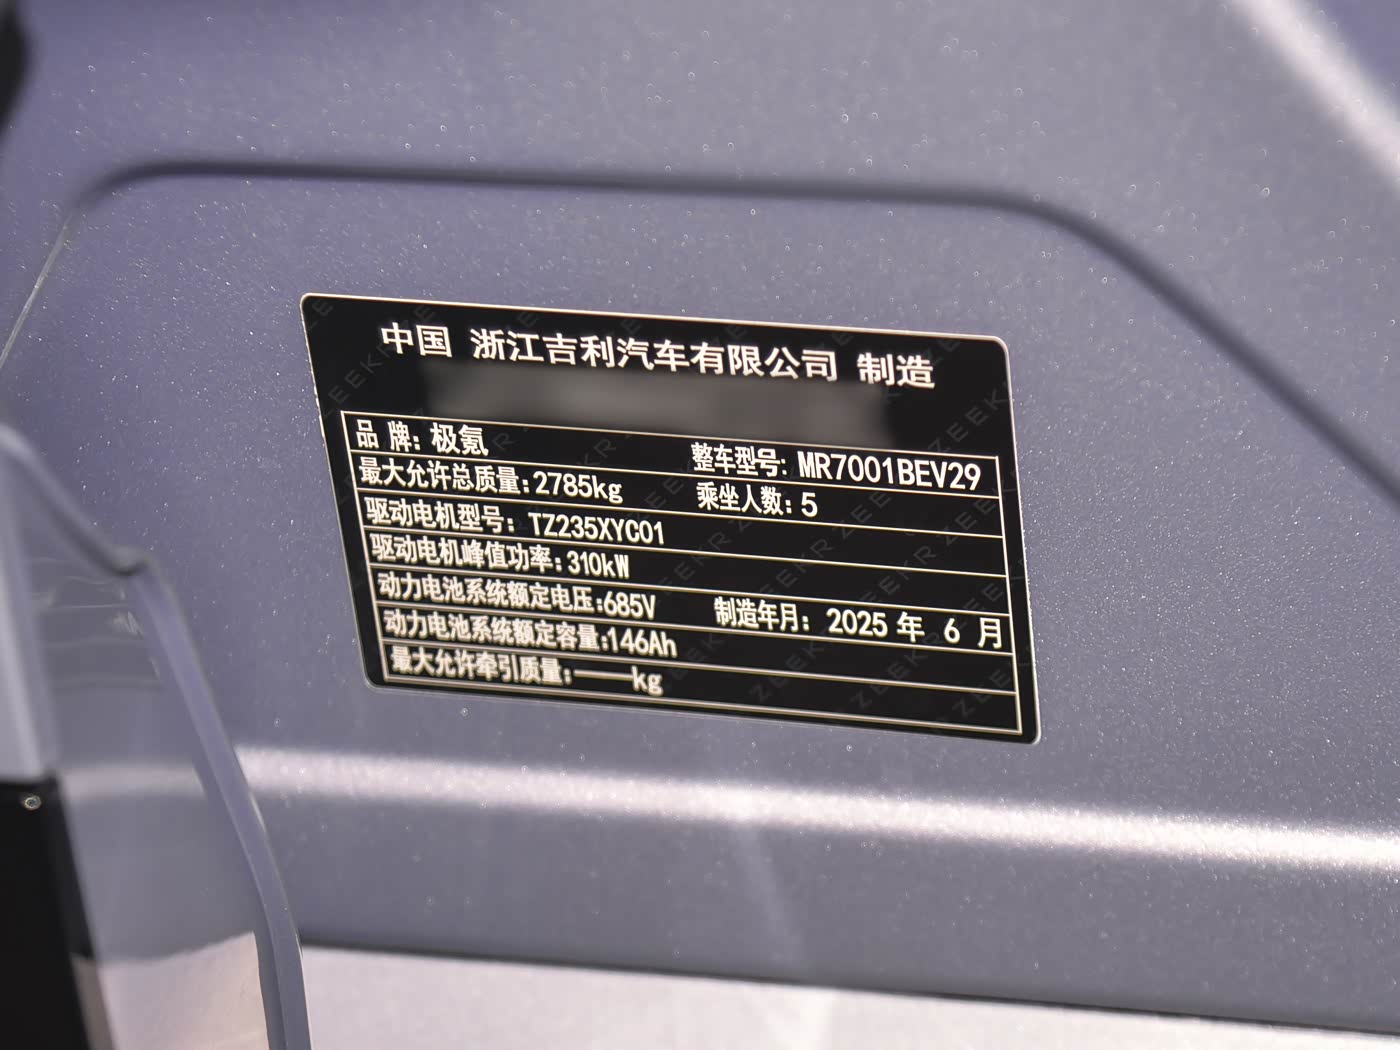 中国 浙江吉利汽车有限公司 制造
品 牌: 极氪 整车型号: MR7001BEV29
最大允许总质量: 2785kg 乘坐人数: 5
驱动电机型号: TZ235XYC01
驱动电机峰值功率: 310kW
动力电池系统额定电压: 685V 制造年月: 2025 年 6 月
动力电池系统额定容量: 146Ah
最大允许牵引质量: ——kg